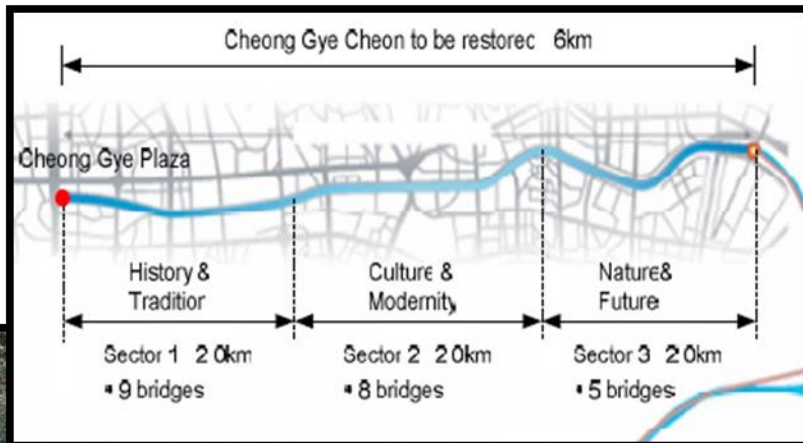 Cheong Gye Cheon to be restorec 6km
Cheong Gye Plaza
History &
Traditior
Culture &
Modernity
Nature&
Future
Sector 1 2 0km
9 bridges
Sector 2 2 0km
8 bridges
Sector 3 2 0km
5 bridges